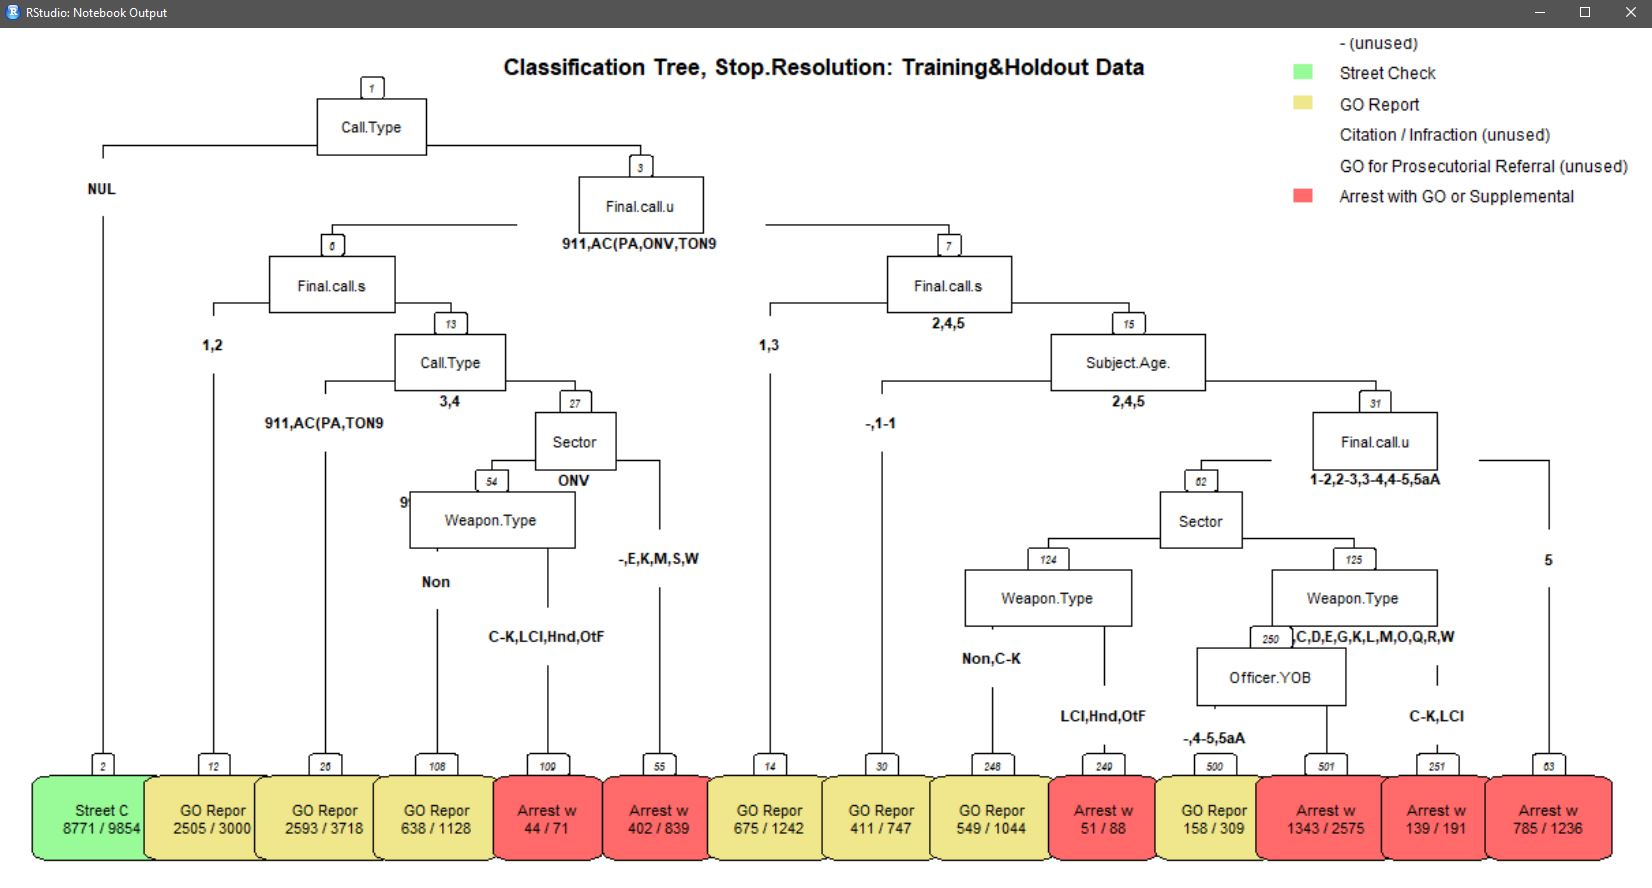 RStudio: Notebook Output
Classification Tree, Stop.Resolution: Training&Holdout Data
- (unused)
Street Check
GO Report
Citation / Infraction (unused)
GO for Prosecutorial Referral (unused)
Arrest with GO or Supplemental
1
Call.Type
NUL
3
Final.call.u
911,AC(PA,ONV,TON9
6
Final.call.s
7
Final.call.s
1,2
13
Call.Type
3,4
1,3
2,4,5
15
Subject.Age.
2,4,5
911,AC(PA,TON9
27
Sector
ONV
-,1-1
31
Final.call.u
1-2,2-3,3-4,4-5,5aA
54
9
Weapon.Type
-,E,K,M,S,W
62
Sector
5
Non
C-K,LCI,Hnd,OtF
124
Weapon.Type
125
Weapon.Type
,C,D,E,G,K,L,M,O,Q,R,W
Non,C-K
LCI,Hnd,OtF
250
Officer.YOB
C-K,LCI
-,4-5,5aA
2 12 26 108 109 55 14 30 248 249 500 501 251 63
Street C GO Repor GO Repor GO Repor Arrest w Arrest w GO Repor GO Repor GO Repor Arrest w GO Repor Arrest w Arrest w Arrest w
8771 / 9854 2505 / 3000 2593 / 3718 638 / 1128 44 / 71 402 / 839 675 / 1242 411 / 747 549 / 1044 51 / 88 158 / 309 1343 / 2575 139 / 191 785 / 1236